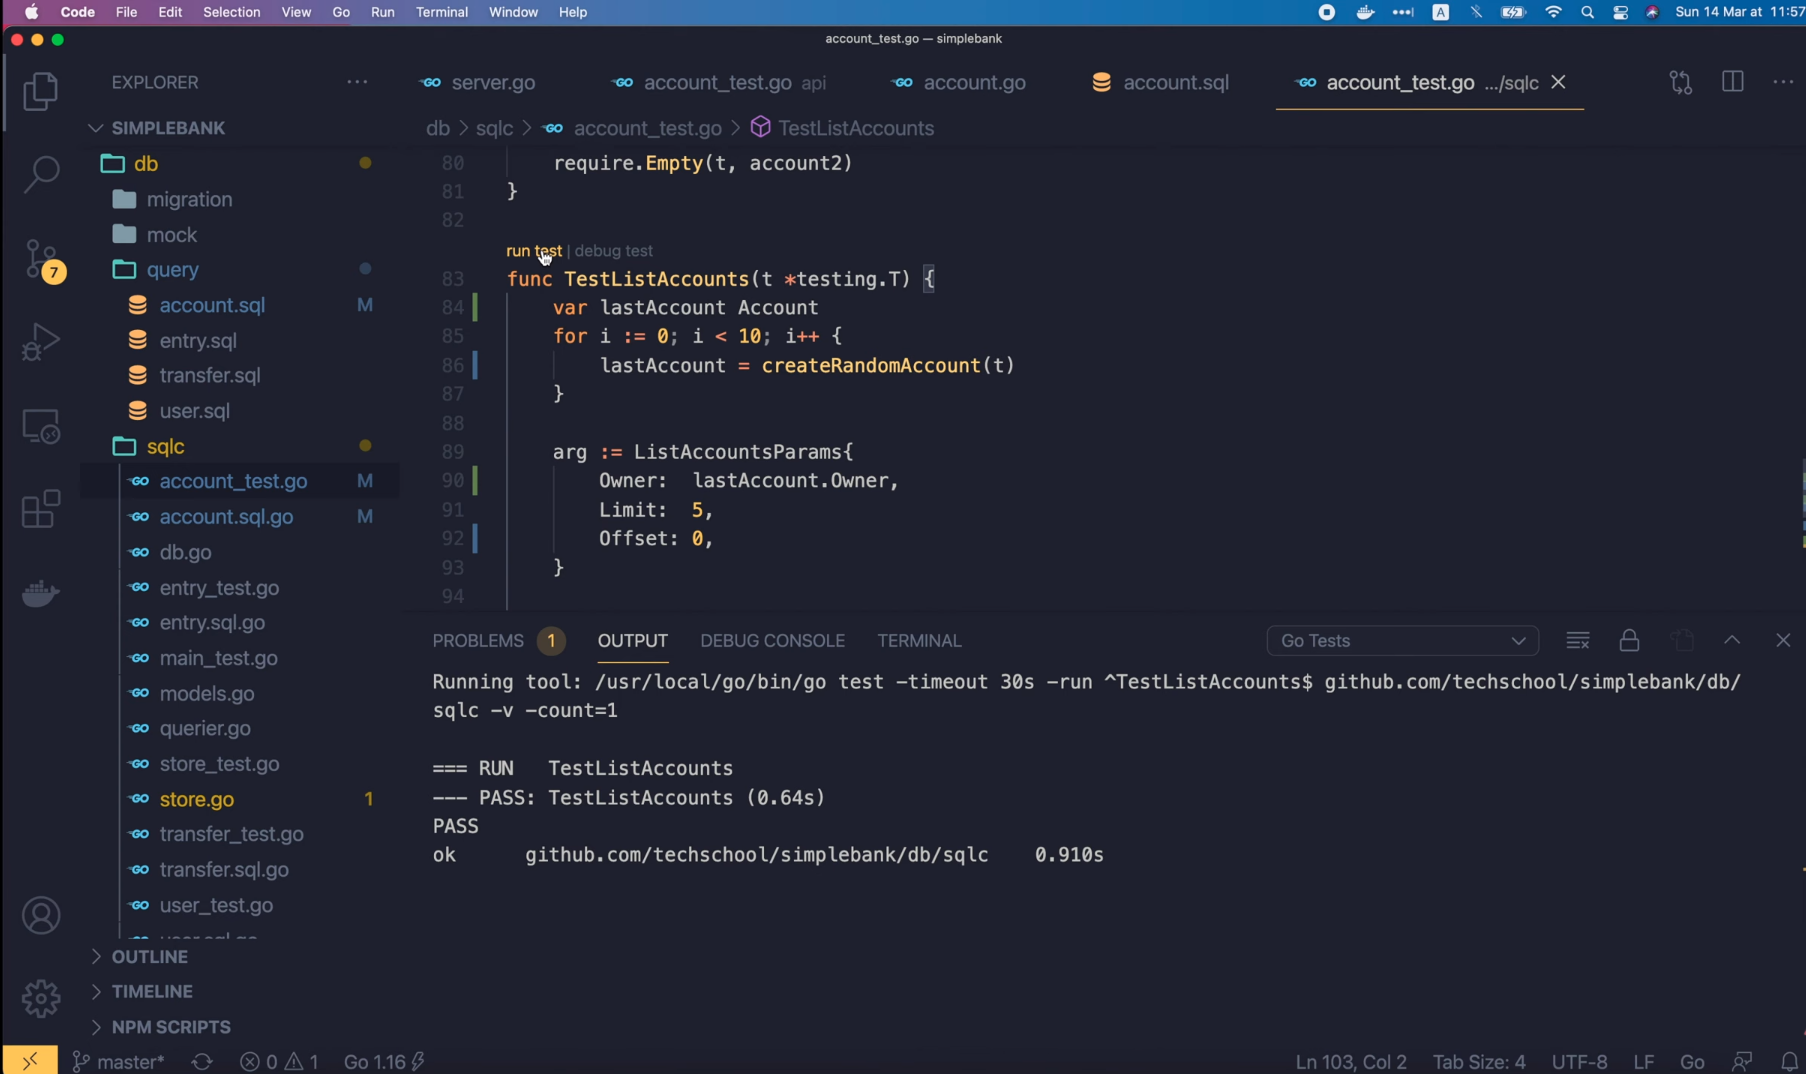 Code File Edit Selection View Go Run Terminal Window Help
A Sun 14 Mar at 11:57
account_test.go — simplebank
EXPLORER ···
server.go
account_test.go api
account.go
account.sql
account_test.go .../sqlc
SIMPLEBANK
db
migration
mock
query
account.sql M
entry.sql
transfer.sql
user.sql
sqlc
account_test.go M
account.sql.go M
db.go
entry_test.go
entry.sql.go
main_test.go
models.go
querier.go
store_test.go
store.go 1
transfer_test.go
transfer.sql.go
user_test.go
OUTLINE
TIMELINE
NPM SCRIPTS
7
db > sqlc > account_test.go > TestListAccounts
80 require.Empty(t, account2)
81 }
82
run test | debug test
83 func TestListAccounts(t *testing.T) {
84 var lastAccount Account
85 for i := 0; i < 10; i++ {
86 lastAccount = createRandomAccount(t)
87 }
88
89 arg := ListAccountsParams{
90 Owner: lastAccount.Owner,
91 Limit: 5,
92 Offset: 0,
93 }
94
PROBLEMS 1 OUTPUT DEBUG CONSOLE TERMINAL Go Tests
Running tool: /usr/local/go/bin/go test -timeout 30s -run ^TestListAccounts$ github.com/techschool/simplebank/db/
sqlc -v -count=1
=== RUN TestListAccounts
--- PASS: TestListAccounts (0.64s)
PASS
ok github.com/techschool/simplebank/db/sqlc 0.910s
master* 0 1 Go 1.16 Ln 103, Col 2 Tab Size: 4 UTF-8 LF Go